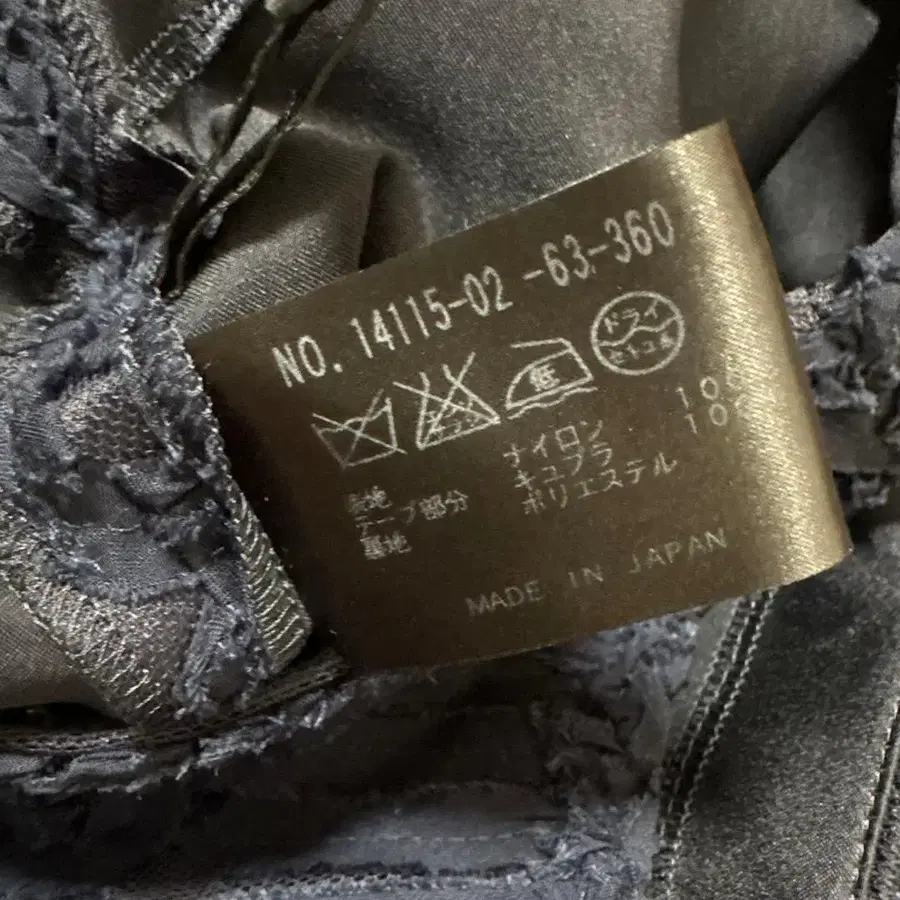 NO. 14115-02 -63-360
低 ドライ セキユ系
表地 ナイロン 10
テープ部分 キュプラ 10
裏地 ポリエステル
MADE IN JAPAN